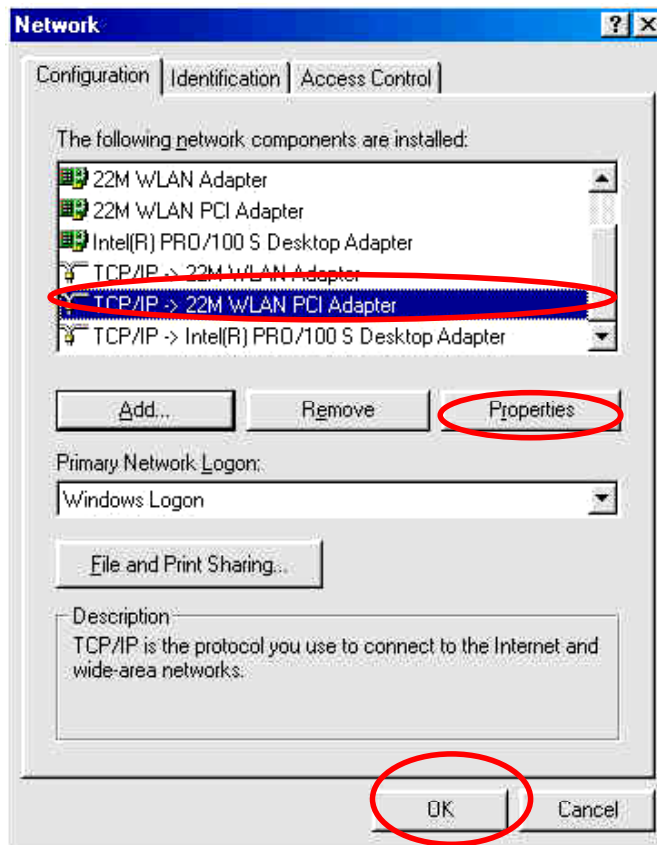 Network
Configuration Identification Access Control
The following network components are installed:
22M WLAN Adapter
22M WLAN PCI Adapter
Intel(R) PRO/100 S Desktop Adapter
TCP/IP -> 22M WLAN Adapter
TCP/IP -> 22M WLAN PCI Adapter
TCP/IP -> Intel(R) PRO/100 S Desktop Adapter
Add... Remove Properties
Primary Network Logon:
Windows Logon
File and Print Sharing...
Description
TCP/IP is the protocol you use to connect to the Internet and
wide-area networks.
OK Cancel